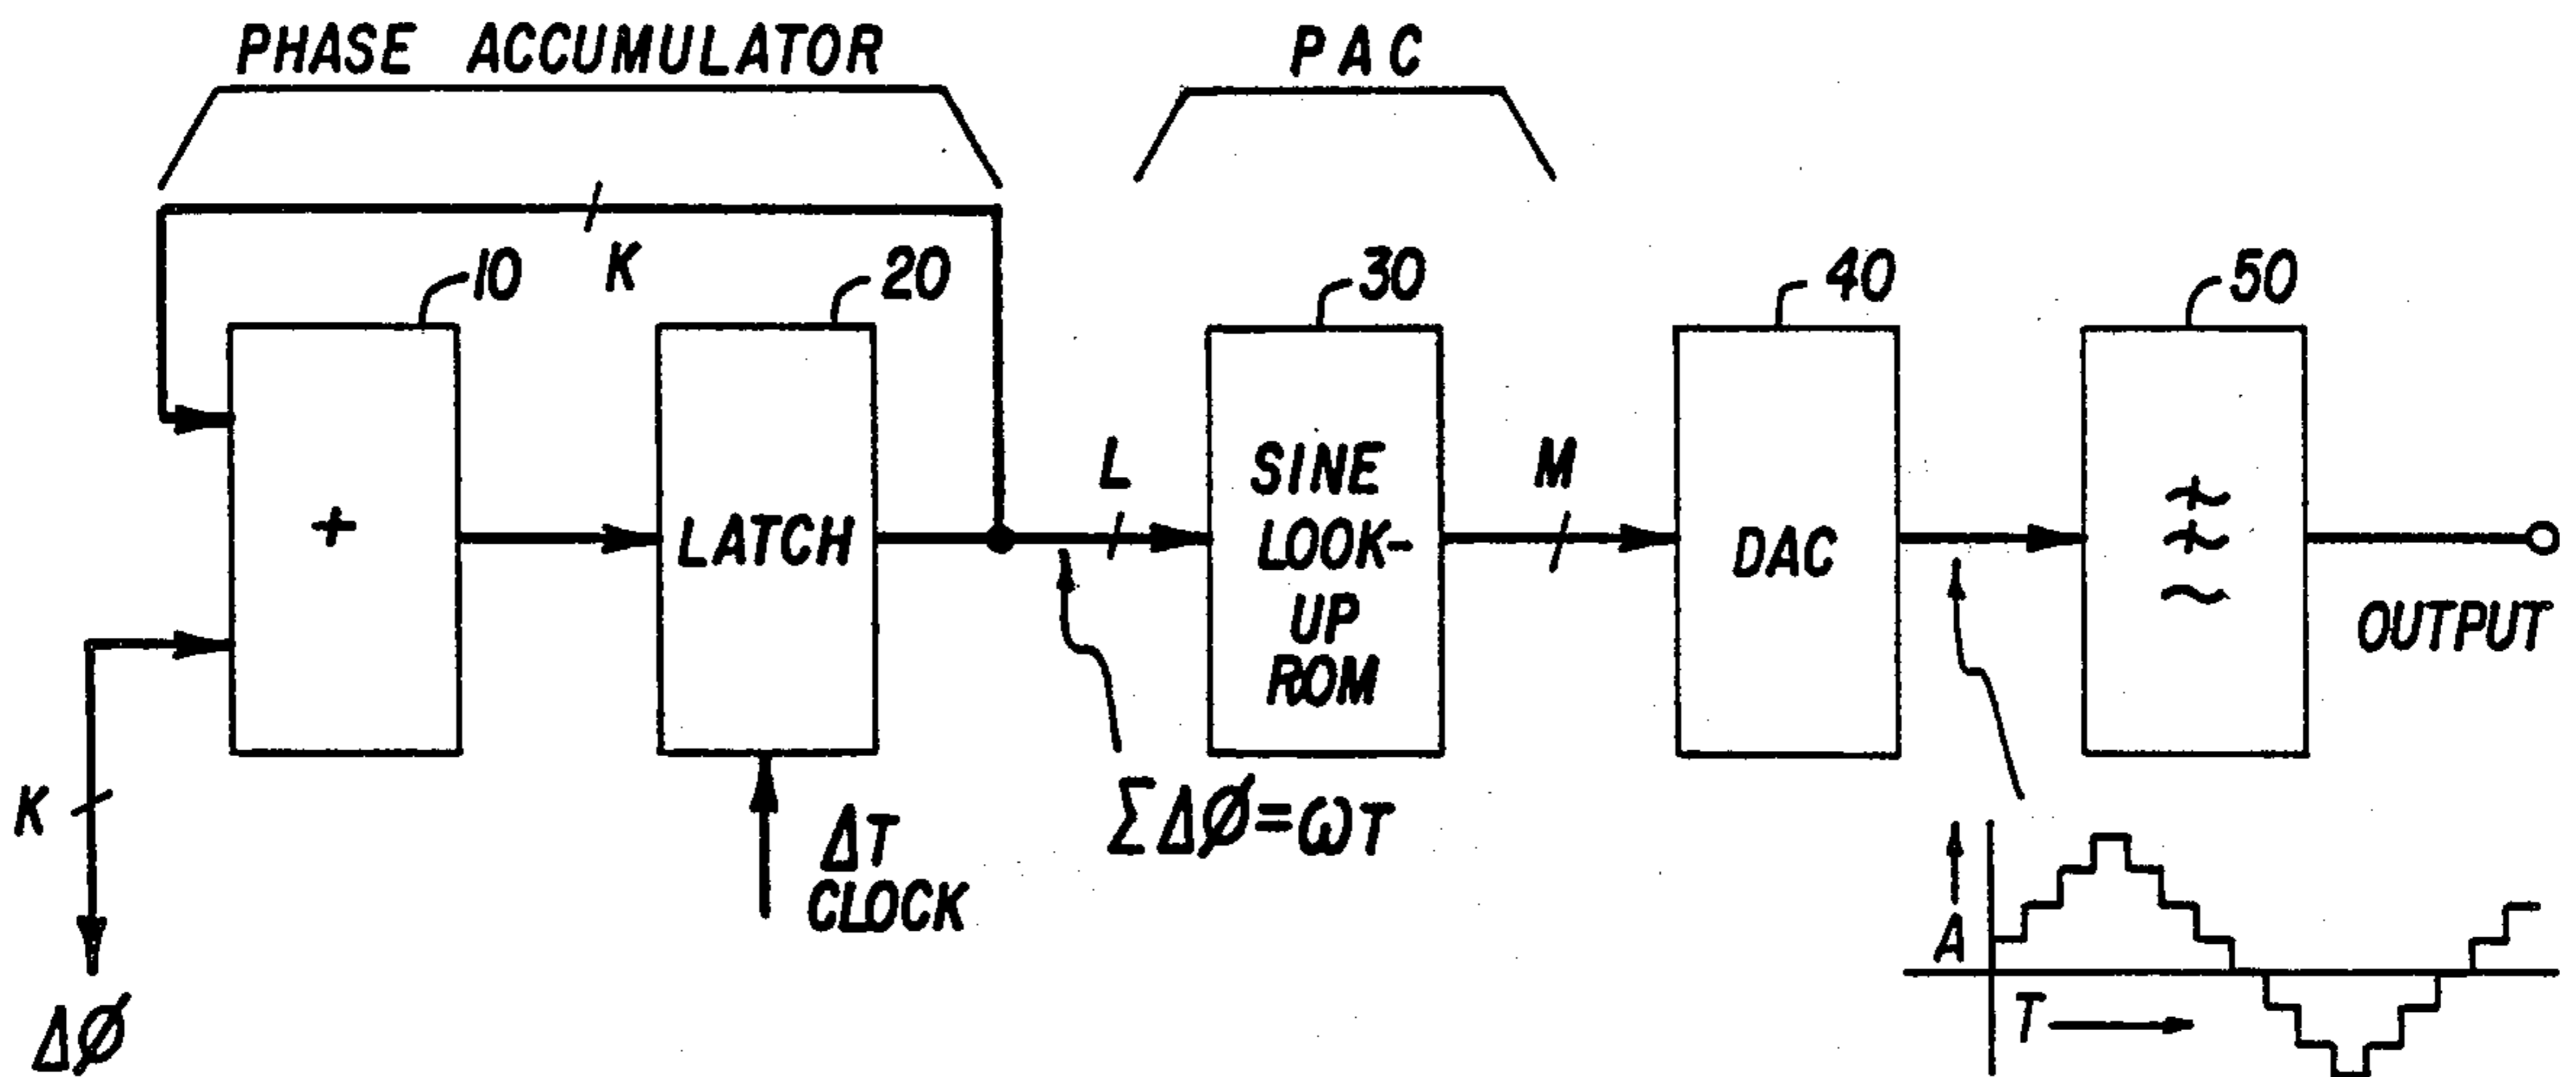 PHASE ACCUMULATOR
PAC
K
10
20
30
40
50
+
LATCH
L
SINE
LOOK-
UP
ROM
M
DAC
OUTPUT
K
ΔT
CLOCK
ΣΔØ=ωT
A
T
ΔØ